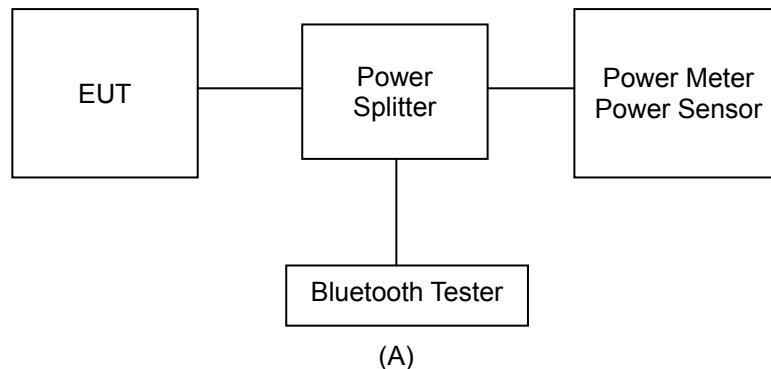 EUT
Power
Splitter
Power Meter
Power Sensor
Bluetooth Tester
(A)